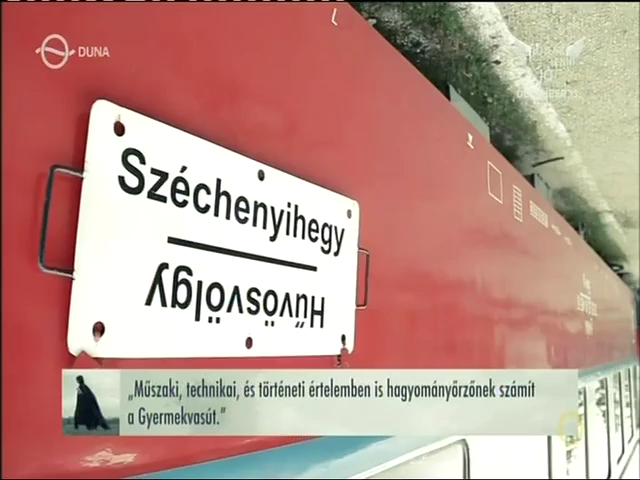 DUNA
Széchenyihegy
Hűvösvölgy
„Műszaki, technikai, és történeti értelemben is hagyományőrzőnek számít
a Gyermekvasút.”